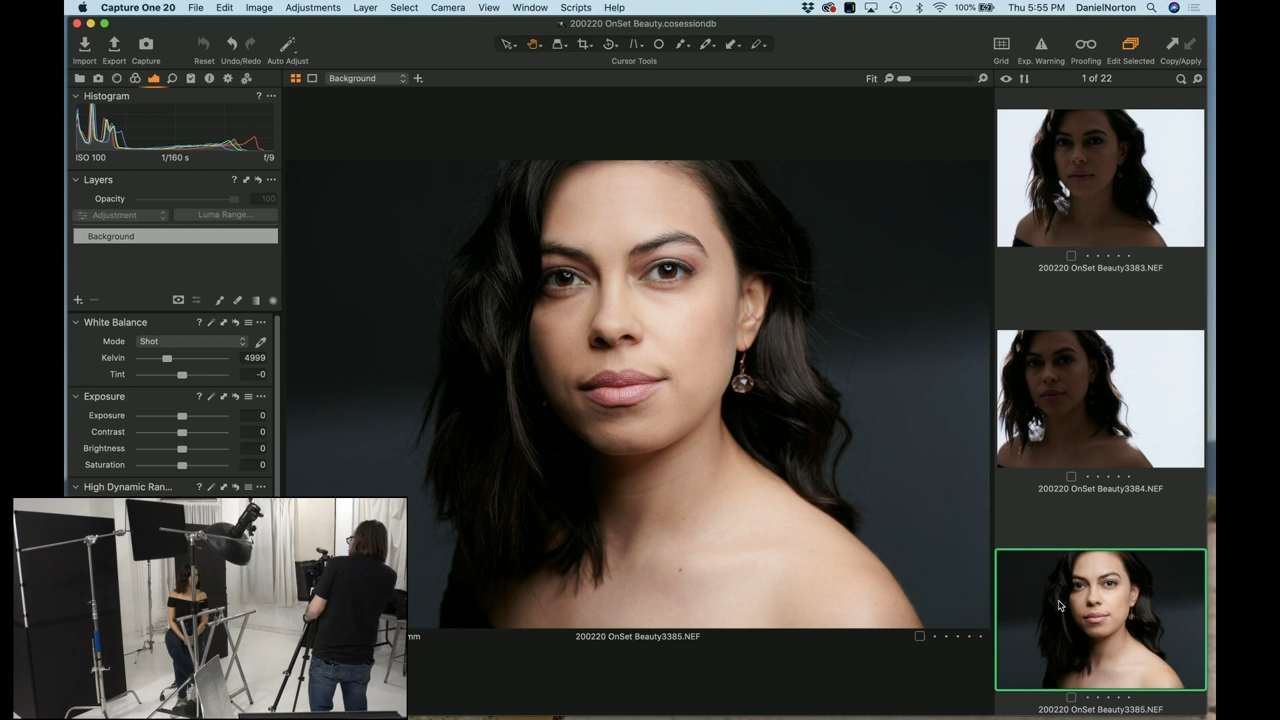 Capture One 20 File Edit Image Adjustments Layer Select Camera View Window Scripts Help 100% Thu 5:55 PM DanielNorton
200220 OnSet Beauty.cosessiondb
Import Export Capture Reset Undo/Redo Auto Adjust Cursor Tools Grid Exp. Warning Proofing Edit Selected Copy/Apply
Background Fit 1 of 22
Histogram ?
ISO 100 1/160 s f/9
Layers ?
Opacity 100
Adjustment Luma Range...
Background
White Balance ?
Mode Shot
Kelvin 4999
Tint -0
Exposure ?
Exposure 0
Contrast 0
Brightness 0
Saturation 0
High Dynamic Ran... ?
mm 200220 OnSet Beauty3385.NEF
200220 OnSet Beauty3383.NEF
200220 OnSet Beauty3384.NEF
200220 OnSet Beauty3385.NEF